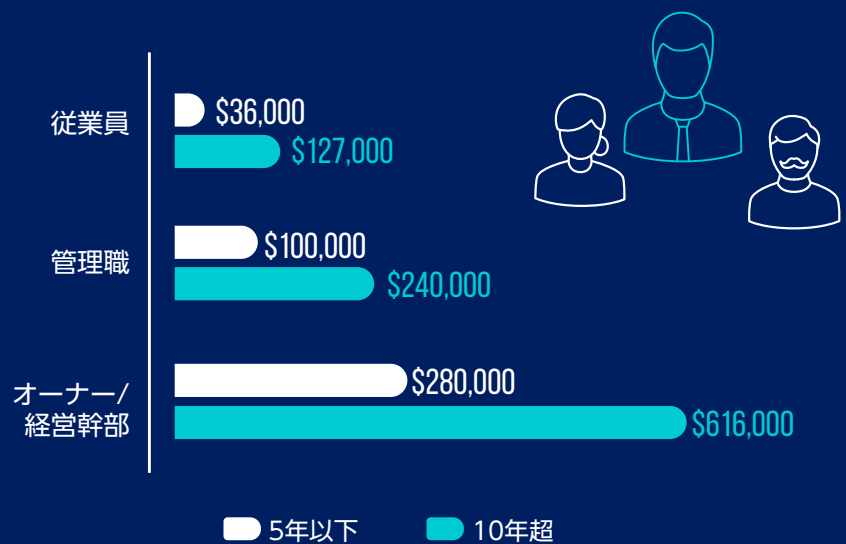 従業員
$36,000
$127,000
管理職
$100,000
$240,000
オーナー/
経営幹部
$280,000
$616,000
5年以下
10年超